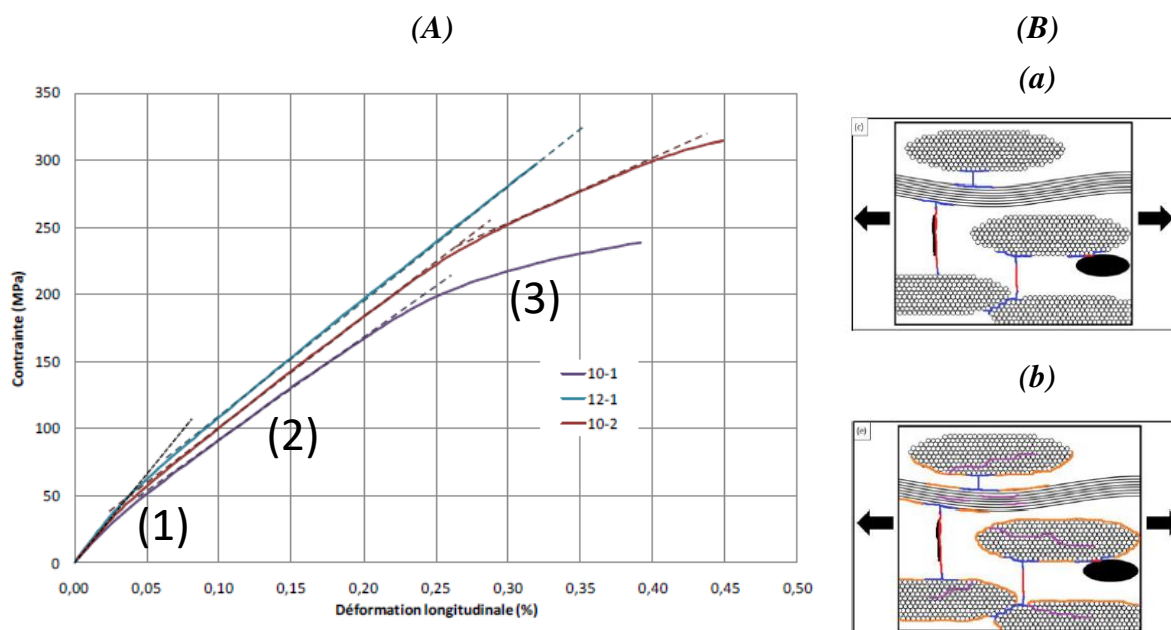 (A)
(B)
(a)
(c)
(b)
(e)
Contrainte (MPa)
350
300
250
200
150
100
50
0
(1)
(2)
(3)
10-1
12-1
10-2
0,00 0,05 0,10 0,15 0,20 0,25 0,30 0,35 0,40 0,45 0,50
Déformation longitudinale (%)